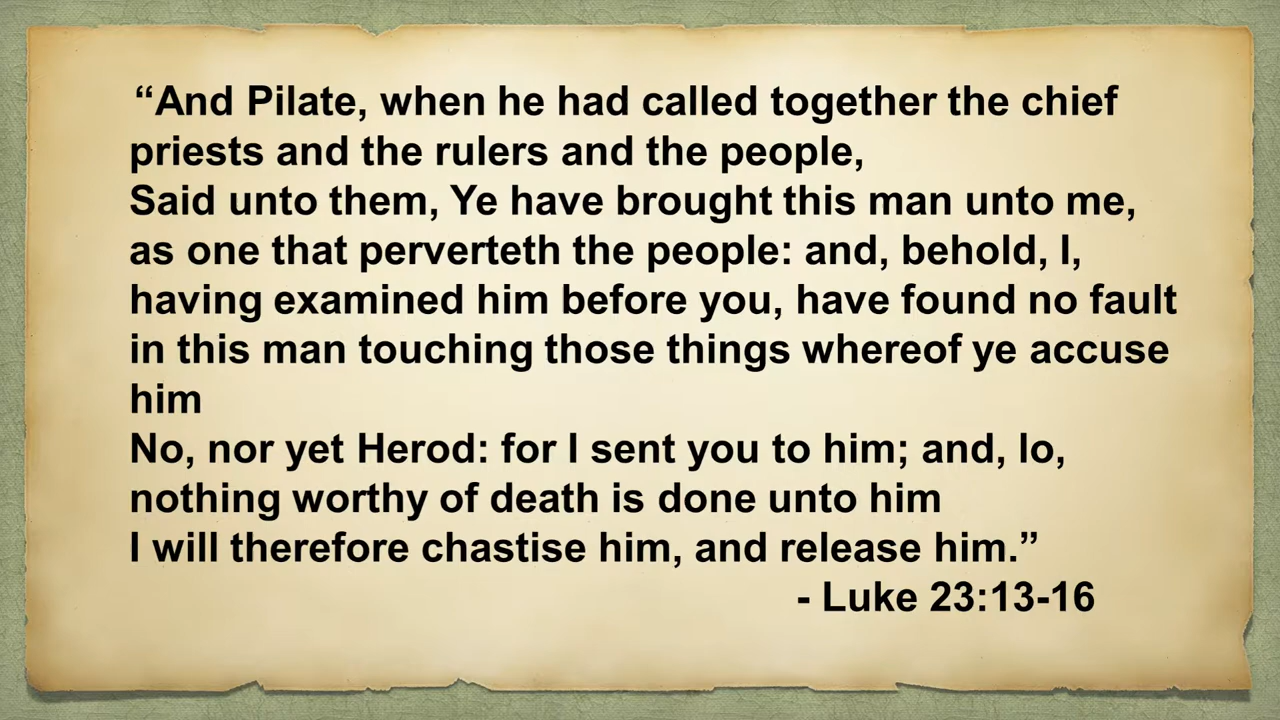 “And Pilate, when he had called together the chief
priests and the rulers and the people,
Said unto them, Ye have brought this man unto me,
as one that perverteth the people: and, behold, I,
having examined him before you, have found no fault
in this man touching those things whereof ye accuse
him
No, nor yet Herod: for I sent you to him; and, lo,
nothing worthy of death is done unto him
I will therefore chastise him, and release him.”
- Luke 23:13-16